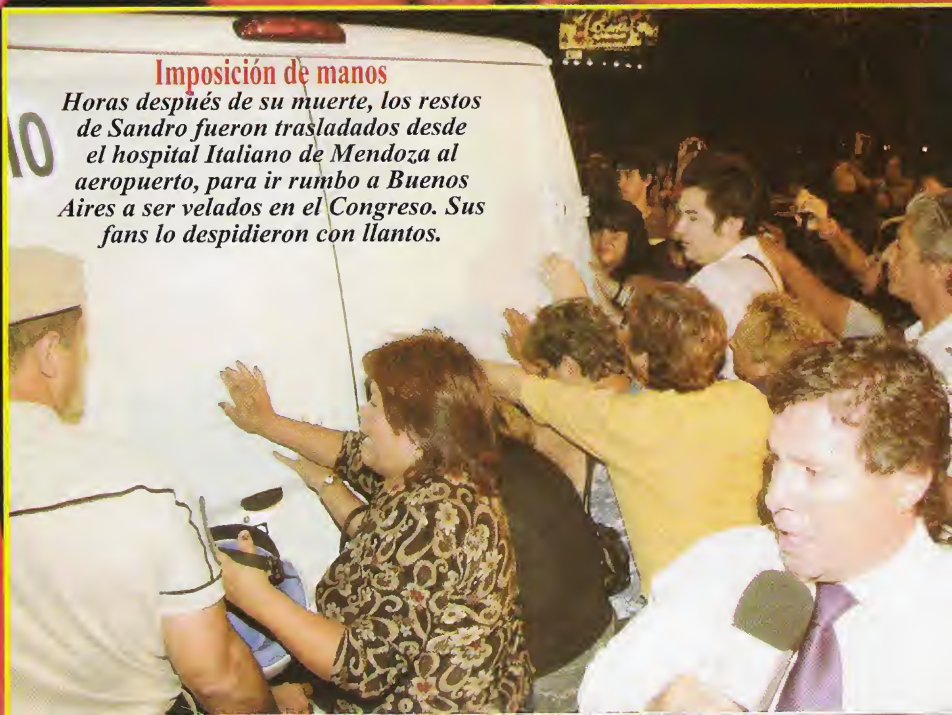 Imposición de manos
Horas después de su muerte, los restos
de Sandro fueron trasladados desde
el hospital Italiano de Mendoza al
aeropuerto, para ir rumbo a Buenos
Aires a ser velados en el Congreso. Sus
fans lo despidieron con llantos.